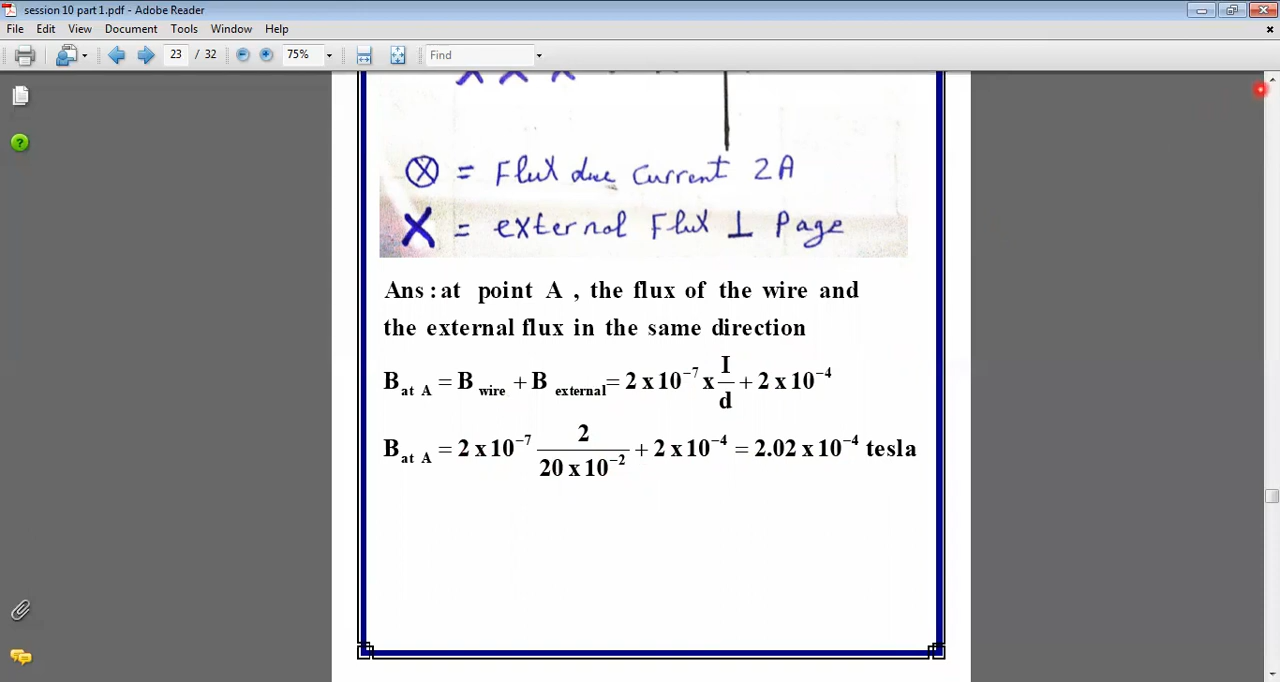 session 10 part 1.pdf - Adobe Reader
File Edit View Document Tools Window Help
23 / 32 75% Find
X X X
⊗ = Flux due current 2A
X = external Flux ⊥ Page
Ans : at point A , the flux of the wire and
the external flux in the same direction
B at A = B wire + B external = 2 x 10⁻⁷ x I/d + 2 x 10⁻⁴
B at A = 2 x 10⁻⁷ 2/(20 x 10⁻²) + 2 x 10⁻⁴ = 2.02 x 10⁻⁴ tesla